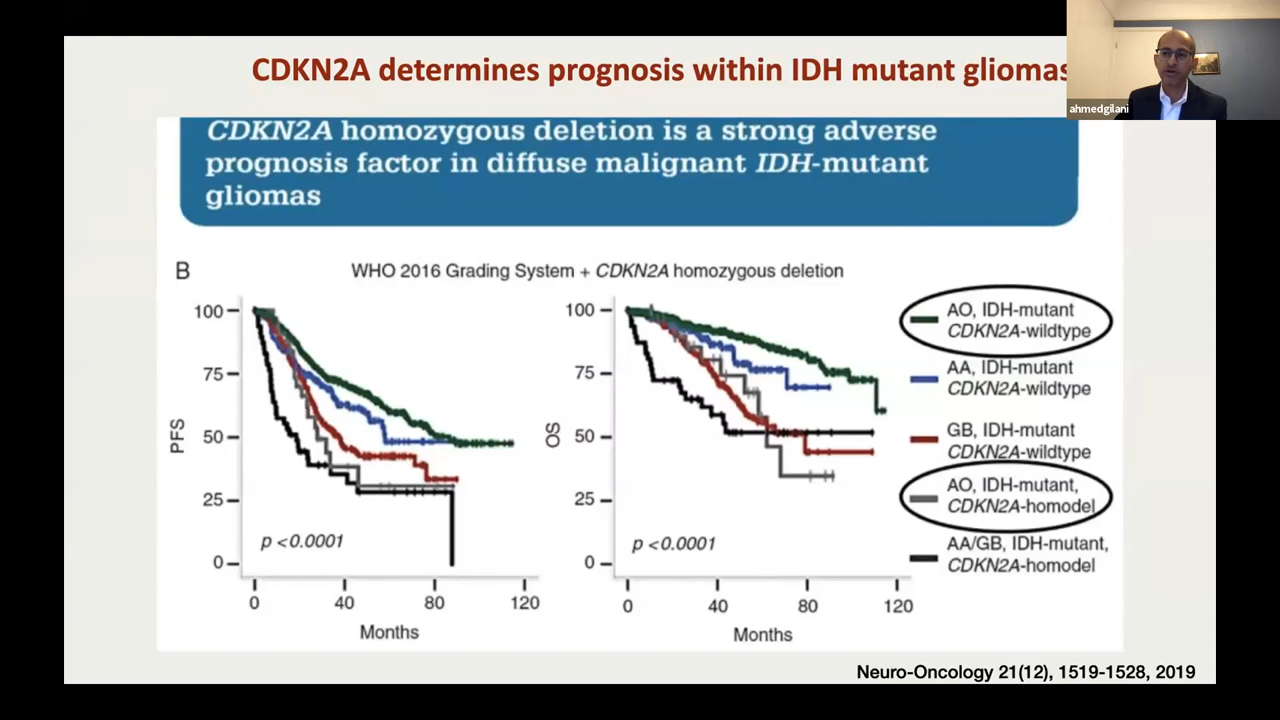 CDKN2A determines prognosis within IDH mutant gliomas
ahmedgilani
CDKN2A homozygous deletion is a strong adverse
prognosis factor in diffuse malignant IDH-mutant
gliomas
B
WHO 2016 Grading System + CDKN2A homozygous deletion
PFS
100
75
50
25
0
p <0.0001
0
40
80
120
Months
OS
100
75
50
25
0
p <0.0001
0
40
80
120
Months
AO, IDH-mutant
CDKN2A-wildtype
AA, IDH-mutant
CDKN2A-wildtype
GB, IDH-mutant
CDKN2A-wildtype
AO, IDH-mutant,
CDKN2A-homodel
AA/GB, IDH-mutant,
CDKN2A-homodel
Neuro-Oncology 21(12), 1519-1528, 2019